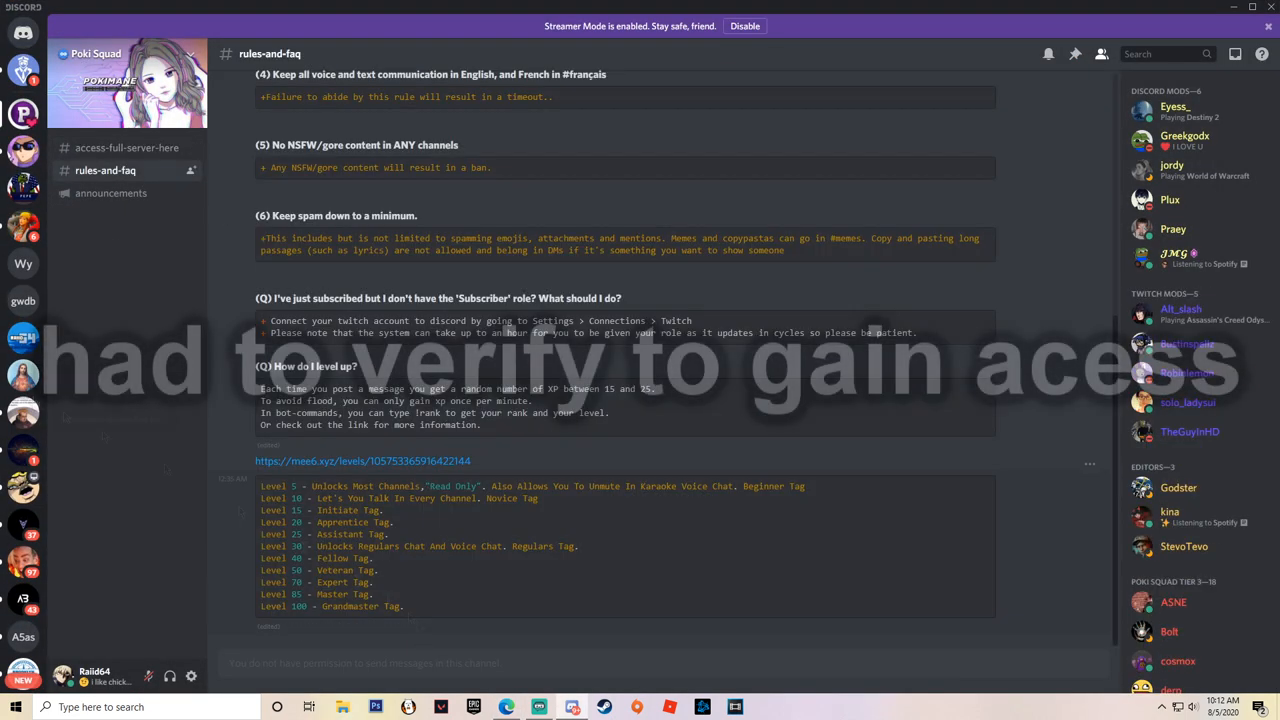 DISCORD
Streamer Mode is enabled. Stay safe, friend. Disable
Poki Squad
POKIMANE
access-full-server-here
rules-and-faq
announcements
# rules-and-faq
Search
(4) Keep all voice and text communication in English, and French in #français
+Failure to abide by this rule will result in a timeout..
(5) No NSFW/gore content in ANY channels
+ Any NSFW/gore content will result in a ban.
(6) Keep spam down to a minimum.
+This includes but is not limited to spamming emojis, attachments and mentions. Memes and copypastas can go in #memes. Copy and pasting long
passages (such as lyrics) are not allowed and belong in DMs if it's something you want to show someone
(Q) I've just subscribed but I don't have the 'Subscriber' role? What should I do?
+ Connect your twitch account to discord by going to Settings > Connections > Twitch
+ Please note that the system can take up to an hour for you to be given your role as it updates in cycles so please be patient.
had to verify to gain acess
(Q) How do I level up?
Each time you post a message you get a random number of XP between 15 and 25.
To avoid flood, you can only gain xp once per minute.
In bot-commands, you can type !rank to get your rank and your level.
Or check out the link for more information.
(edited)
https://mee6.xyz/levels/105753365916422144
12:35 AM
Level 5 - Unlocks Most Channels,"Read Only". Also Allows You To Unmute In Karaoke Voice Chat. Beginner Tag
Level 10 - Let's You Talk In Every Channel. Novice Tag
Level 15 - Initiate Tag.
Level 20 - Apprentice Tag.
Level 25 - Assistant Tag.
Level 30 - Unlocks Regulars Chat And Voice Chat. Regulars Tag.
Level 40 - Fellow Tag.
Level 50 - Veteran Tag.
Level 70 - Expert Tag.
Level 85 - Master Tag.
Level 100 - Grandmaster Tag.
(edited)
You do not have permission to send messages in this channel.
DISCORD MODS—6
Eyess_
Playing Destiny 2
Greekgodx
I LOVE U
jordy
Playing World of Warcraft
Plux
Praey
J.M.G
Listening to Spotify
TWITCH MODS—5
Alt_slash
Playing Assassin's Creed Odys...
Bustinspellz
Robinlemon
solo_ladysui
TheGuyInHD
EDITORS—3
Godster
kina
Listening to Spotify
StevoTevo
POKI SQUAD TIER 3—18
ASNE
Bolt
cosmox
derp
1
PEPE
6
Wy
gwdb
1
37
97
A3
43
A5as
NEW
Raiid64
i like chick...
Type here to search
10:12 AM
8/5/2020
2